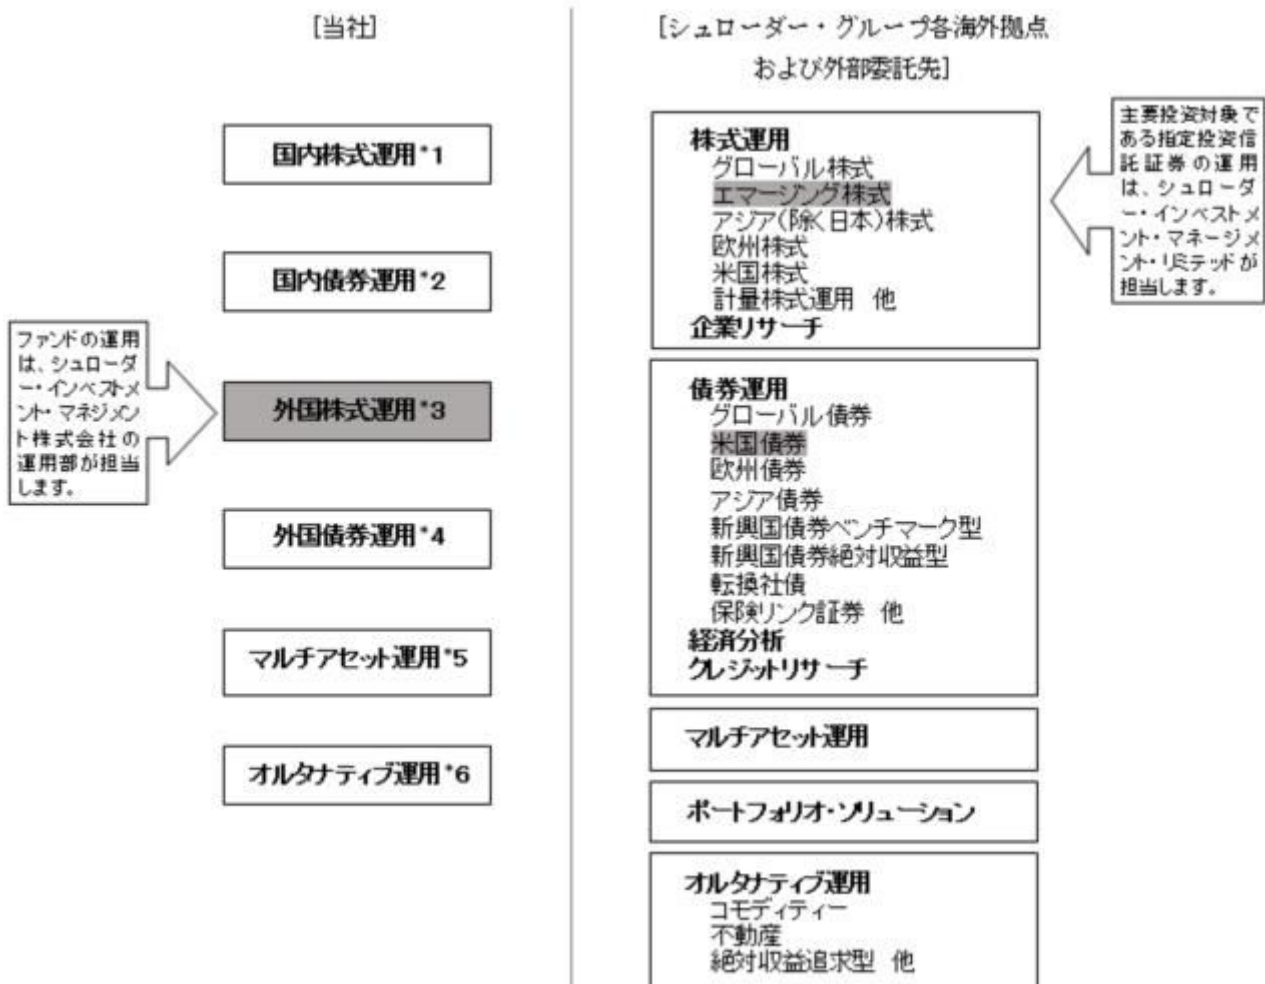 [当社]
国内株式運用*1
国内債券運用*2
ファンドの運用
は、シュローダ
ー・インベストメ
ント・マネジメン
ト株式会社の
運用部が担当
します。
外国株式運用*3
外国債券運用*4
マルチアセット運用*5
オルタナティブ運用*6
[シュローダー・グループ各海外拠点
および外部委託先]
株式運用
グローバル株式
エマージング株式
アジア(除く日本)株式
欧州株式
米国株式
計量株式運用 他
企業リサーチ
主要投資対象で
ある指定投資信
託証券の運用
は、シュローダ
ー・インベストメ
ント・マネージメ
ント・リミテッドが
担当します。
債券運用
グローバル債券
米国債券
欧州債券
アジア債券
新興国債券ベンチマーク型
新興国債券絶対収益型
転換社債
保険リンク証券 他
経済分析
クレジットリサーチ
マルチアセット運用
ポートフォリオ・ソリューション
オルタナティブ運用
コモディティー
不動産
絶対収益追求型 他